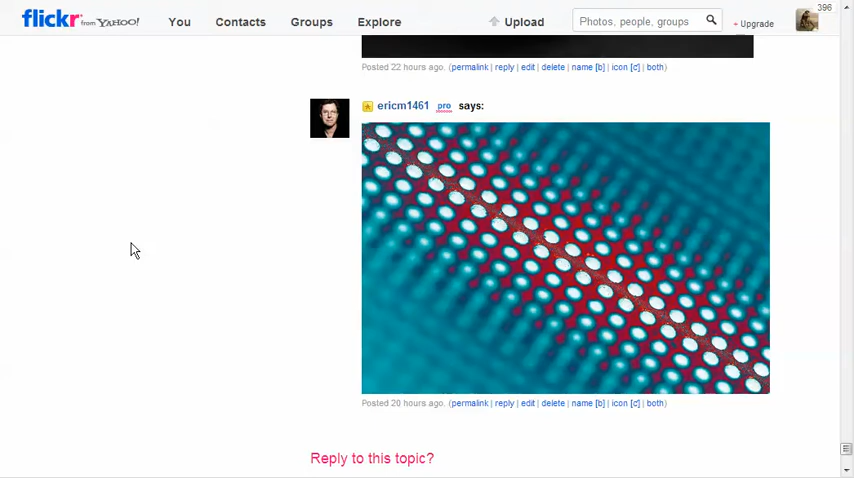 flickr from YAHOO! You Contacts Groups Explore Upload Photos, people, groups Upgrade 396
Posted 22 hours ago. (permalink | reply | edit | delete | name [b] | icon [c] | both)
ericm1461 pro says:
Posted 20 hours ago. (permalink | reply | edit | delete | name [b] | icon [c] | both)
Reply to this topic?